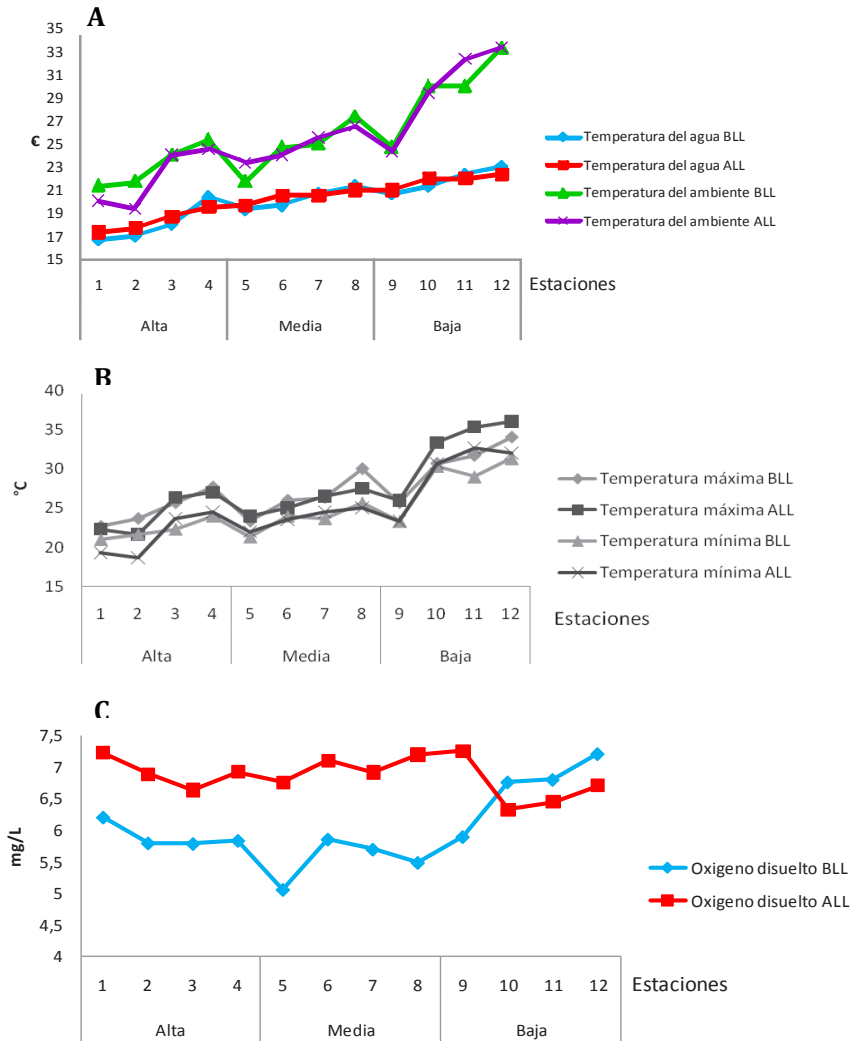 A
35
33
31
29
27
25
23
21
19
17
15
€
Temperatura del agua BLL
Temperatura del agua ALL
Temperatura del ambiente BLL
Temperatura del ambiente ALL
1 2 3 4 5 6 7 8 9 10 11 12 Estaciones
Alta Media Baja
B
40
35
30
25
20
15
°C
Temperatura máxima BLL
Temperatura máxima ALL
Temperatura mínima BLL
Temperatura mínima ALL
1 2 3 4 5 6 7 8 9 10 11 12 Estaciones
Alta Media Baja
C
7,5
7
6,5
6
5,5
5
4,5
4
mg/L
Oxigeno disuelto BLL
Oxigeno disuelto ALL
1 2 3 4 5 6 7 8 9 10 11 12 Estaciones
Alta Media Baja